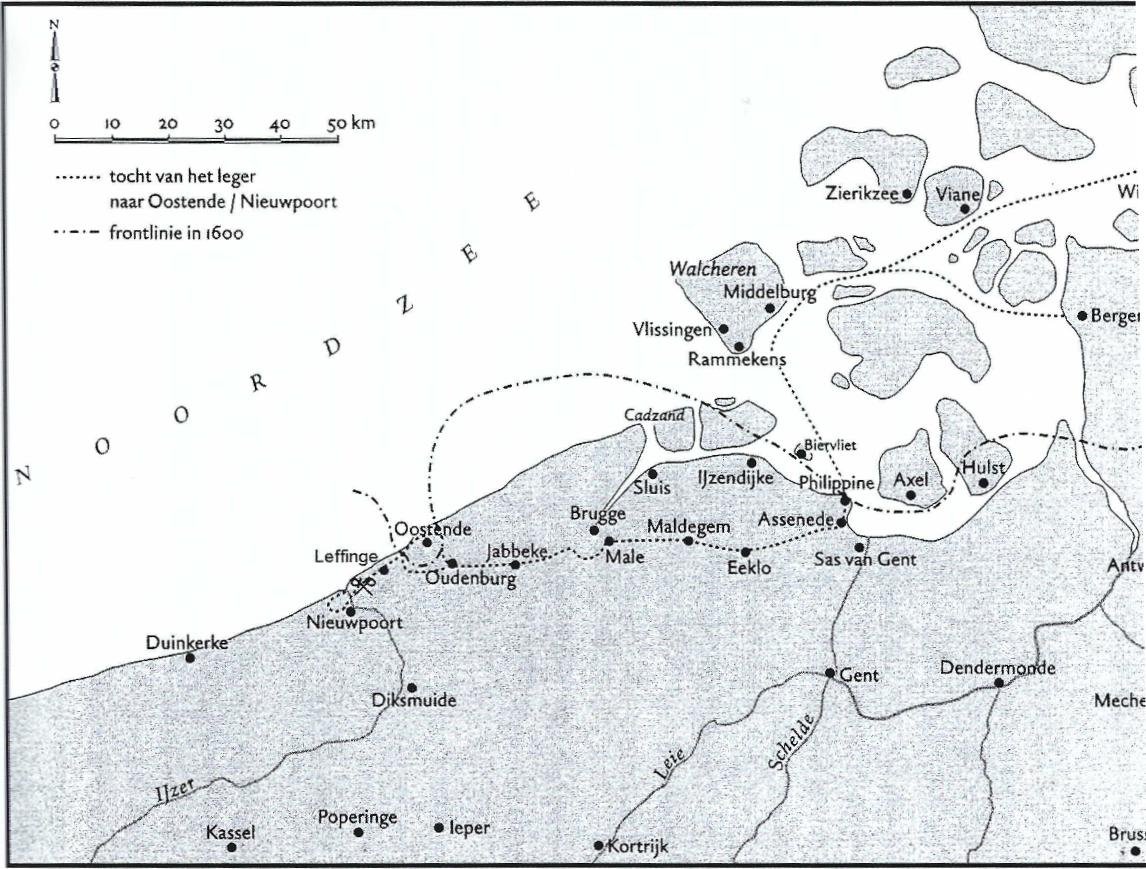 N
0 10 20 30 40 50 km
tocht van het leger
naar Oostende / Nieuwpoort
frontlinie in 1600
N O O R D Z E E
Zierikzee
Viane
Wi
Walcheren
Middelburg
Vlissingen
Rammekens
Bergen
Cadzand
Biervliet
Sluis
IJzendijke
Philippine
Axel
Hulst
Brugge
Maldegem
Assenede
Oostende
Leffinge
Jabbeke
Male
Eeklo
Sas van Gent
Oudenburg
Antw
Nieuwpoort
Duinkerke
Gent
Dendermonde
Diksmuide
Meche
Leie
Schelde
IJzer
Poperinge
Ieper
Kassel
Kortrijk
Bruss